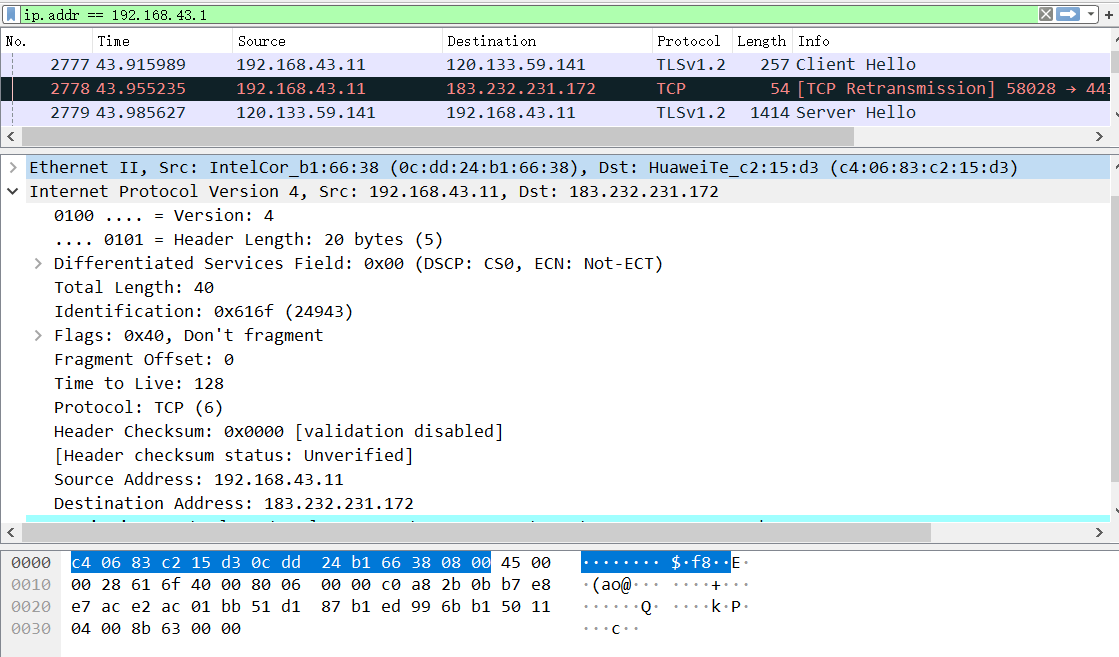 ip.addr == 192.168.43.1
No. Time Source Destination Protocol Length Info
2777 43.915989 192.168.43.11 120.133.59.141 TLSv1.2 257 Client Hello
2778 43.955235 192.168.43.11 183.232.231.172 TCP 54 [TCP Retransmission] 58028 → 443
2779 43.985627 120.133.59.141 192.168.43.11 TLSv1.2 1414 Server Hello
Ethernet II, Src: IntelCor_b1:66:38 (0c:dd:24:b1:66:38), Dst: HuaweiTe_c2:15:d3 (c4:06:83:c2:15:d3)
Internet Protocol Version 4, Src: 192.168.43.11, Dst: 183.232.231.172
0100 .... = Version: 4
.... 0101 = Header Length: 20 bytes (5)
Differentiated Services Field: 0x00 (DSCP: CS0, ECN: Not-ECT)
Total Length: 40
Identification: 0x616f (24943)
Flags: 0x40, Don't fragment
Fragment Offset: 0
Time to Live: 128
Protocol: TCP (6)
Header Checksum: 0x0000 [validation disabled]
[Header checksum status: Unverified]
Source Address: 192.168.43.11
Destination Address: 183.232.231.172
0000 c4 06 83 c2 15 d3 0c dd 24 b1 66 38 08 00 45 00 ········ $·f8··E·
0010 00 28 61 6f 40 00 80 06 00 00 c0 a8 2b 0b b7 e8 ·(ao@··· ····+···
0020 e7 ac e2 ac 01 bb 51 d1 87 b1 ed 99 6b b1 50 11 ······Q· ····k·P·
0030 04 00 8b 63 00 00 ···c··